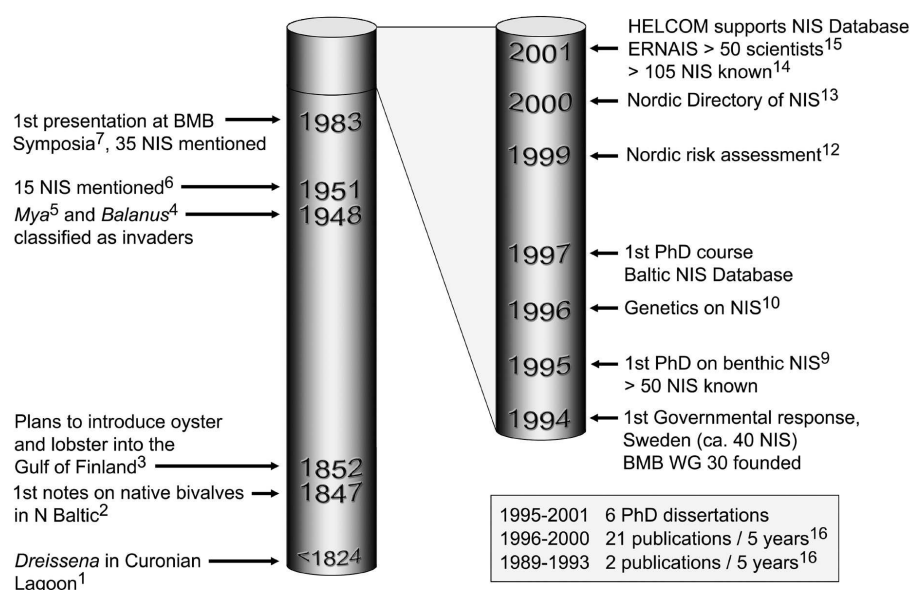 1st presentation at BMB
Symposia7, 35 NIS mentioned
15 NIS mentioned6
Mya5 and Balanus4
classified as invaders
Plans to introduce oyster
and lobster into the
Gulf of Finland3
1st notes on native bivalves
in N Baltic2
Dreissena in Curonian
Lagoon1
1983
1951
1948
1852
1847
<1824
2001
2000
1999
1997
1996
1995
1994
HELCOM supports NIS Database
ERNAIS > 50 scientists15
> 105 NIS known14
Nordic Directory of NIS13
Nordic risk assessment12
1st PhD course
Baltic NIS Database
Genetics on NIS10
1st PhD on benthic NIS9
> 50 NIS known
1st Governmental response,
Sweden (ca. 40 NIS)
BMB WG 30 founded
1995-2001 6 PhD dissertations
1996-2000 21 publications / 5 years16
1989-1993 2 publications / 5 years16